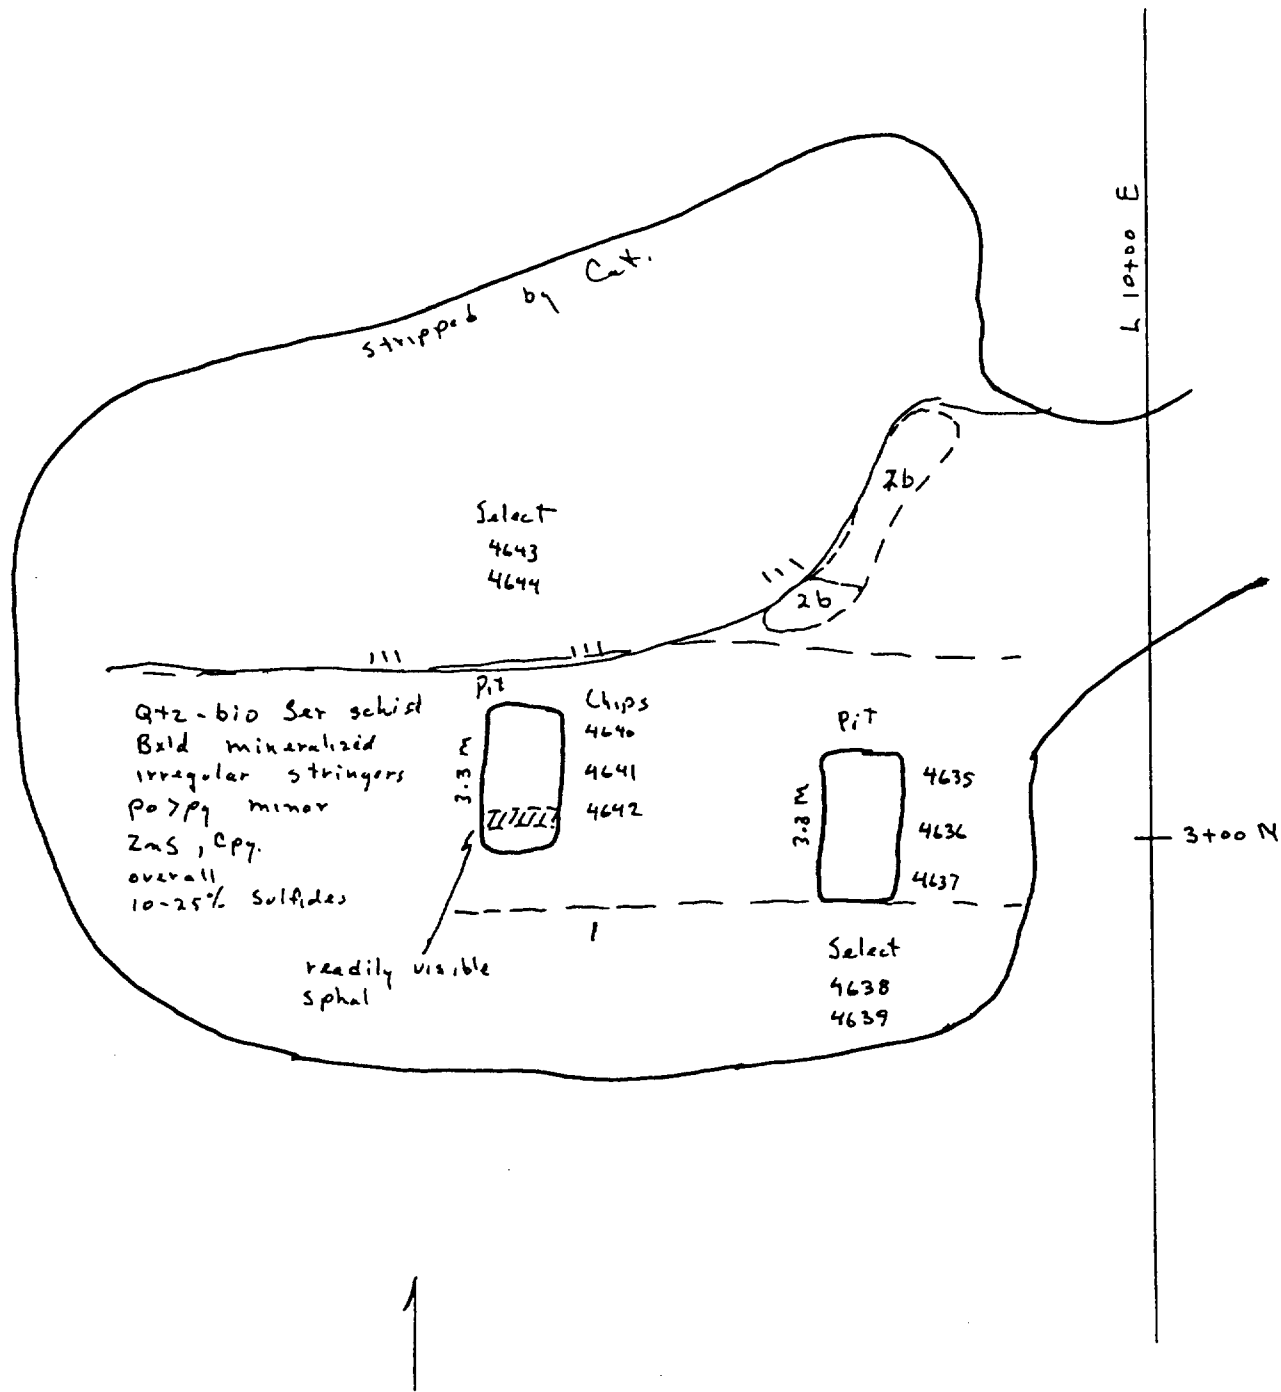 L 10+00 E
stripped by Cat.
2b
Select
4643
4644
2b
Pit
Chips
4640
4641
4642
3.3 M
Qtz-bio Ser schist
Bxld mineralized
irregular stringers
po>py minor
ZnS, Cpy.
overall
10-25% Sulfides
Pit
3.3 M
4635
4636
4637
3+00 N
1
readily visible
sphal
Select
4638
4639